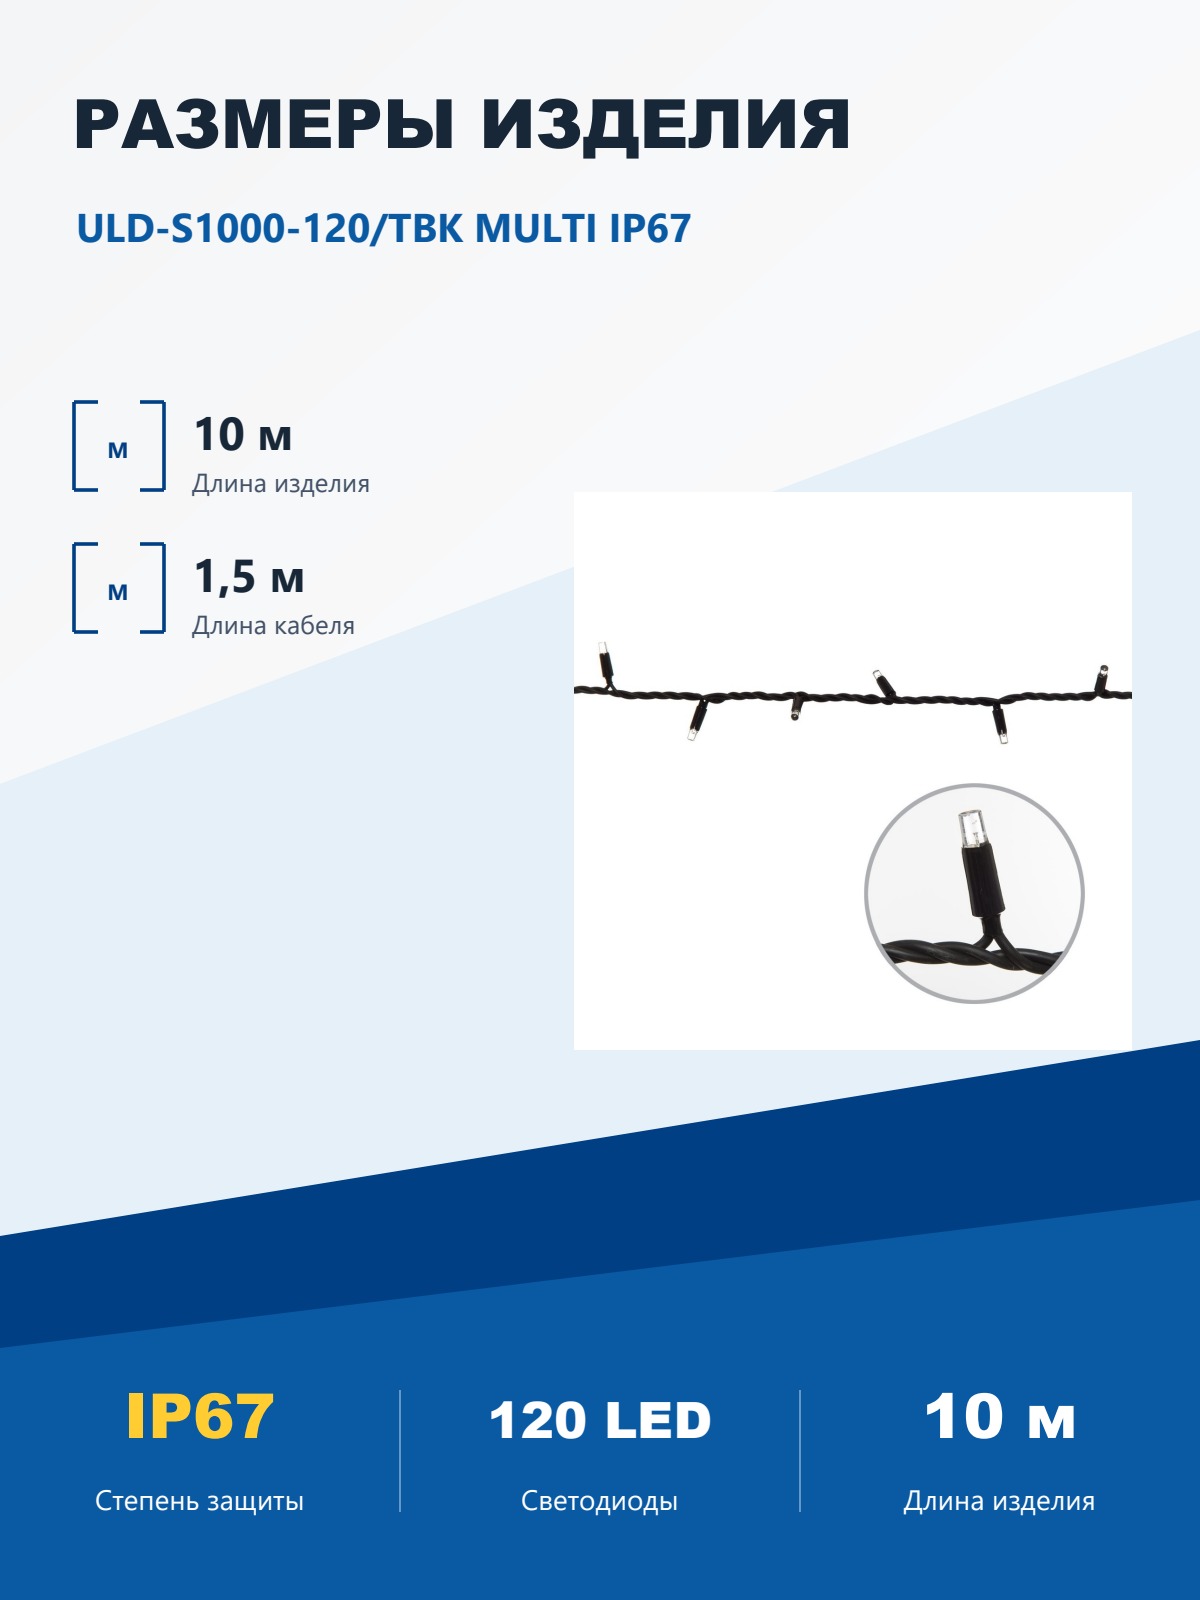 РАЗМЕРЫ ИЗДЕЛИЯ
ULD-S1000-120/TBK MULTI IP67
м
10 м
Длина изделия
м
1,5 м
Длина кабеля
IP67
Степень защиты
120 LED
Светодиоды
10 м
Длина изделия